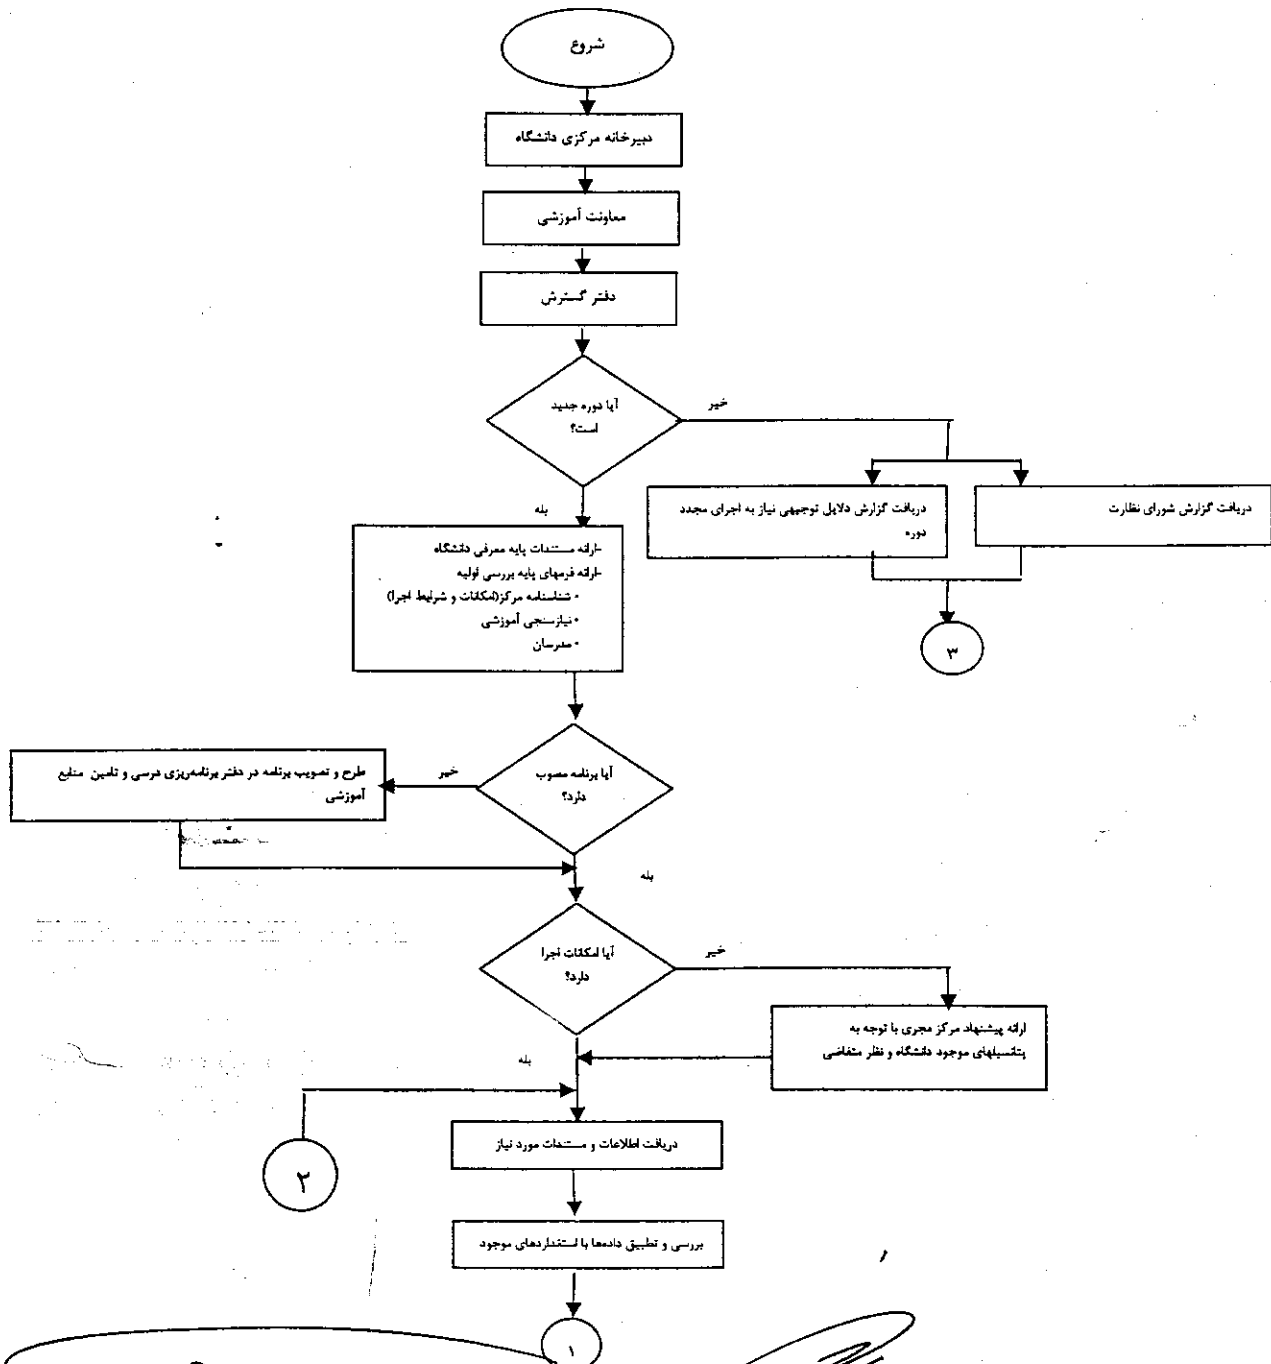 شروع
دبیرخانه مرکزی دانشگاه
معاونت آموزشی
دفتر گسترش
آیا دوره جدید
است؟
خیر
دریافت گزارش شورای نظارت
دریافت گزارش دلایل توجیهی نیاز به اجرای مجدد
دوره
۳
بله
-ارائه مستندات پایه معرفی دانشگاه
-ارائه فرمهای پایه بررسی اولیه
• شناسنامه مرکز(امکانات و شرایط اجرا)
• نیازسنجی آموزشی
• مدرسان
آیا برنامه مصوب
دارد؟
خیر
طرح و تصویب برنامه در دفتر برنامه‌ریزی درسی و تامین منابع
آموزشی
بله
آیا امکانات اجرا
دارد؟
خیر
ارائه پیشنهاد مرکز مجری با توجه به
پتانسیلهای موجود دانشگاه و نظر متقاضی
بله
۲
دریافت اطلاعات و مستندات مورد نیاز
بررسی و تطبیق داده‌ها با استانداردهای موجود
۱